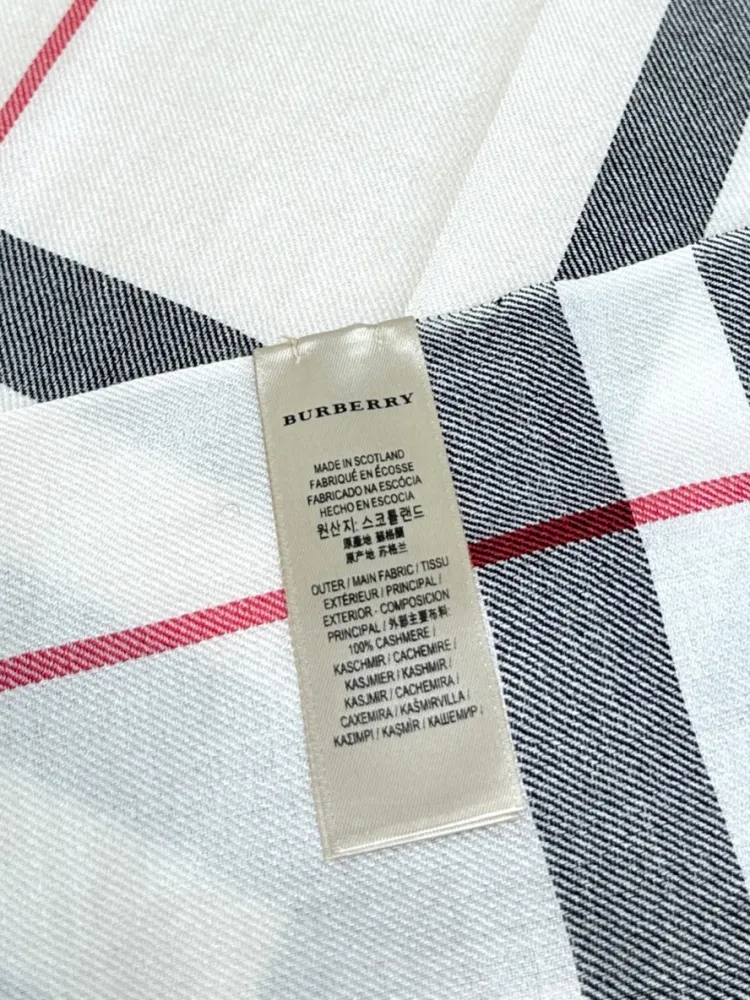 BURBERRY
MADE IN SCOTLAND
FABRIQUÉ EN ÉCOSSE
FABRICADO NA ESCÓCIA
HECHO EN ESCOCIA
원산지: 스코틀랜드
原產地 蘇格蘭
原产地 苏格兰
OUTER / MAIN FABRIC / TISSU
EXTÉRIEUR / PRINCIPAL /
EXTERIOR - COMPOSICION
PRINCIPAL / 外部主要布料:
100% CASHMERE /
KASCHMIR / CACHEMIRE /
KASJMIER / KASHMIR /
KASJMIR / CACHEMIRA /
CAXEMIRA / KAŠMIRVILLA /
ΚΑΣΙΜΙΡΙ / KAŞMİR / КАШЕМИР ;